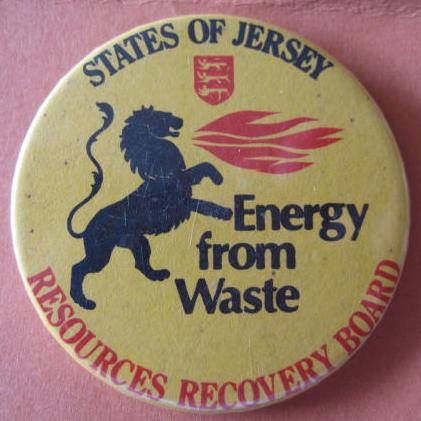 STATES OF JERSEY
Energy
from
Waste
RESOURCES RECOVERY BOARD